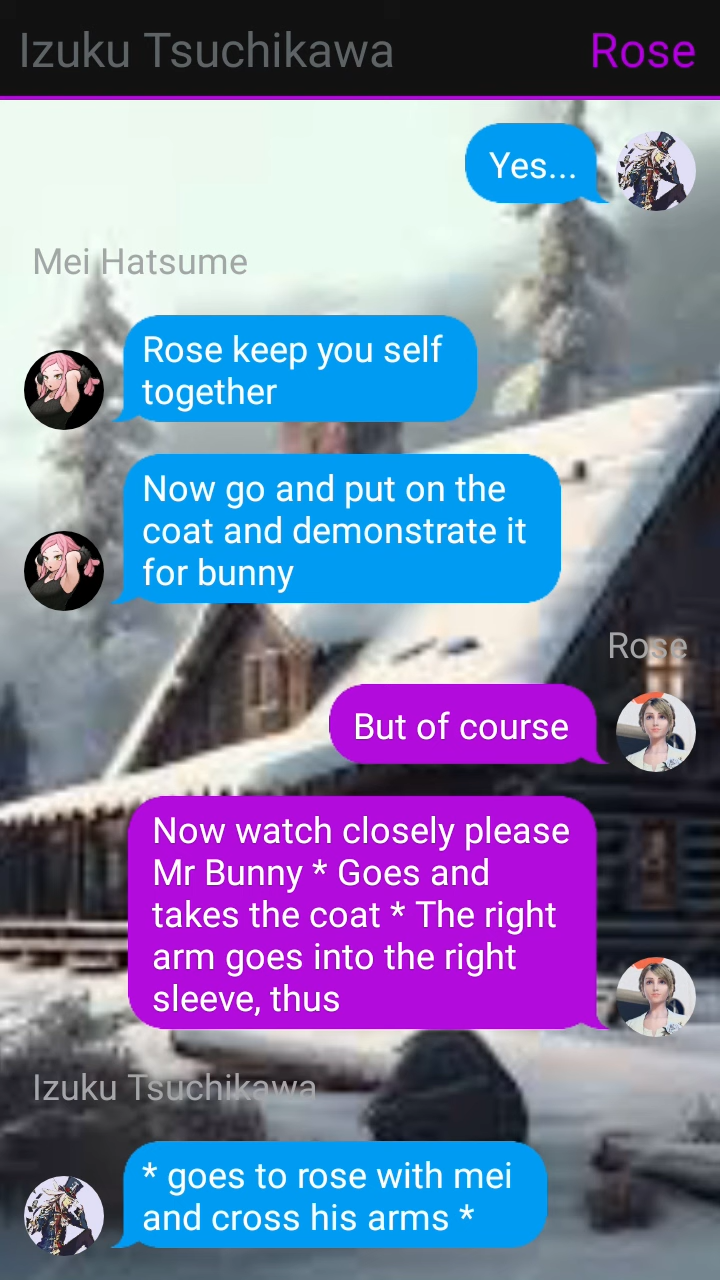 Izuku Tsuchikawa
Rose
Yes...
Mei Hatsume
Rose keep you self
together
Now go and put on the
coat and demonstrate it
for bunny
Rose
But of course
Now watch closely please
Mr Bunny * Goes and
takes the coat * The right
arm goes into the right
sleeve, thus
Izuku Tsuchikawa
* goes to rose with mei
and cross his arms *